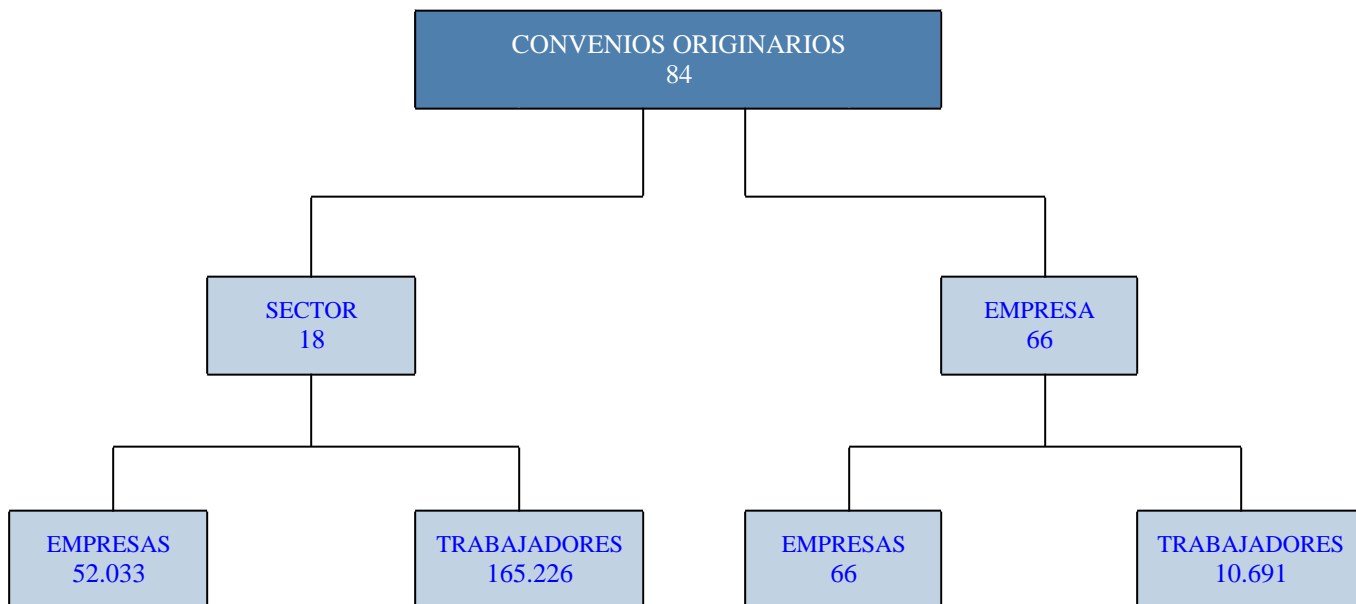 CONVENIOS ORIGINARIOS
84
SECTOR
18
EMPRESA
66
EMPRESAS
52.033
TRABAJADORES
165.226
EMPRESAS
66
TRABAJADORES
10.691